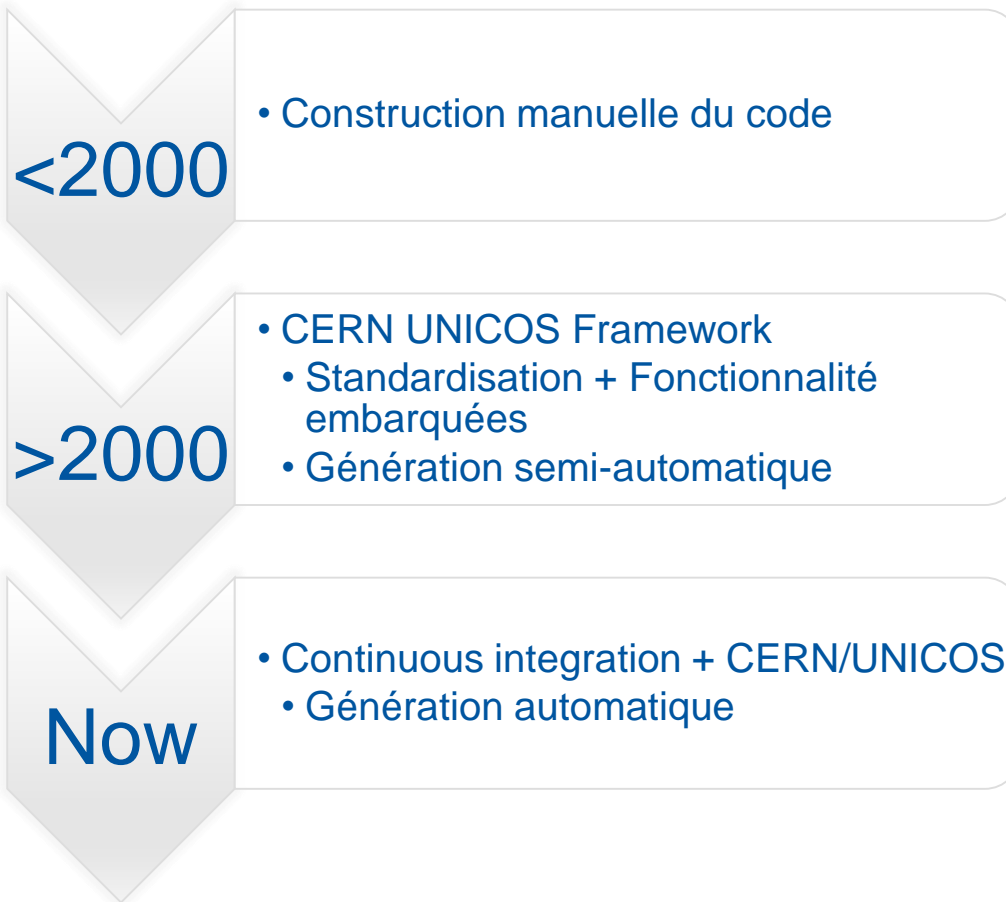 <2000
• Construction manuelle du code
>2000
• CERN UNICOS Framework
• Standardisation + Fonctionnalité
embarquées
• Génération semi-automatique
Now
• Continuous integration + CERN/UNICOS
• Génération automatique